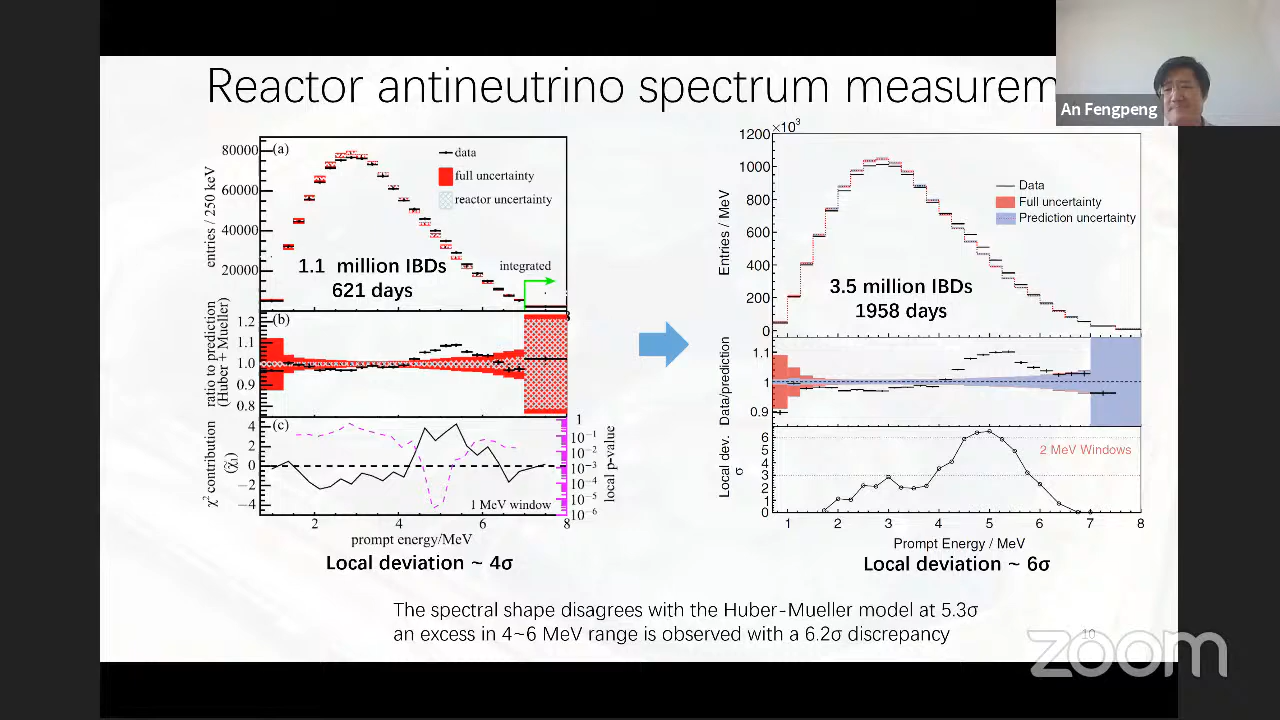 Reactor antineutrino spectrum measurem
An Fengpeng
(a)
data
full uncertainty
reactor uncertainty
80000
60000
40000
20000
entries / 250 keV
1.1 million IBDs
621 days
integrated
(b)
1.2
1.1
1.0
0.9
0.8
ratio to prediction
(Huber + Mueller)
(c)
4
2
0
−2
−4
χ² contribution
(χ̃ᵢ)
1
10⁻¹
10⁻²
10⁻³
10⁻⁴
10⁻⁵
10⁻⁶
local p-value
1 MeV window
2 4 6 8
prompt energy/MeV
Local deviation ~ 4σ
×10³
1200
1000
800
600
400
200
0
Entries / MeV
Data
Full uncertainty
Prediction uncertainty
3.5 million IBDs
1958 days
1.1
1
0.9
Data/prediction
6
5
4
3
2
1
0
Local dev.
σ
2 MeV Windows
1 2 3 4 5 6 7 8
Prompt Energy / MeV
Local deviation ~ 6σ
The spectral shape disagrees with the Huber-Mueller model at 5.3σ
an excess in 4~6 MeV range is observed with a 6.2σ discrepancy
10
zoom